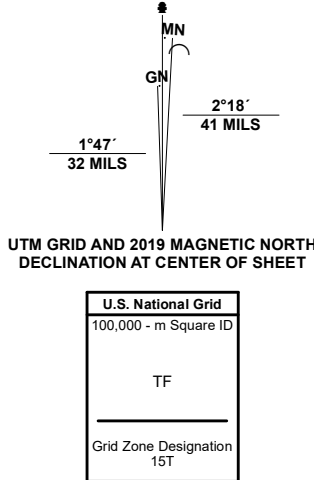 MN
GN
2°18´
41 MILS
1°47´
32 MILS
UTM GRID AND 2019 MAGNETIC NORTH
DECLINATION AT CENTER OF SHEET
U.S. National Grid
100,000 - m Square ID
TF
Grid Zone Designation
15T